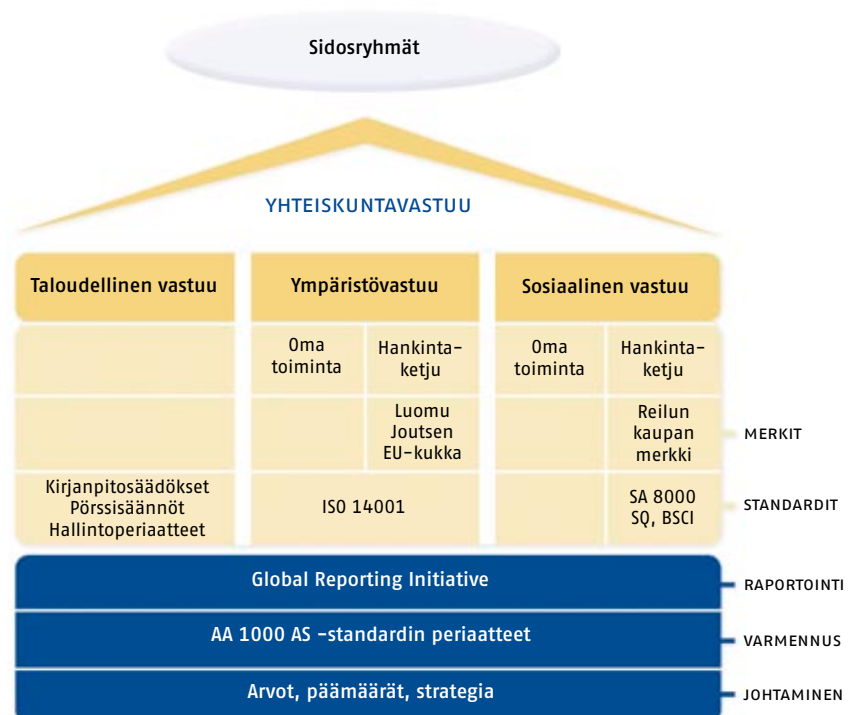 Sidosryhmät
YHTEISKUNTAVASTUU
Taloudellinen vastuu
Ympäristövastuu
Sosiaalinen vastuu
Oma
toiminta
Hankinta-
ketju
Oma
toiminta
Hankinta-
ketju
Luomu
Joutsen
EU-kukka
Reilun
kaupan
merkki
MERKIT
Kirjanpitosäädökset
Pörssisäännöt
Hallintoperiaatteet
ISO 14001
SA 8000
SQ, BSCI
STANDARDIT
Global Reporting Initiative
RAPORTOINTI
AA 1000 AS -standardin periaatteet
VARMENNUS
Arvot, päämäärät, strategia
JOHTAMINEN